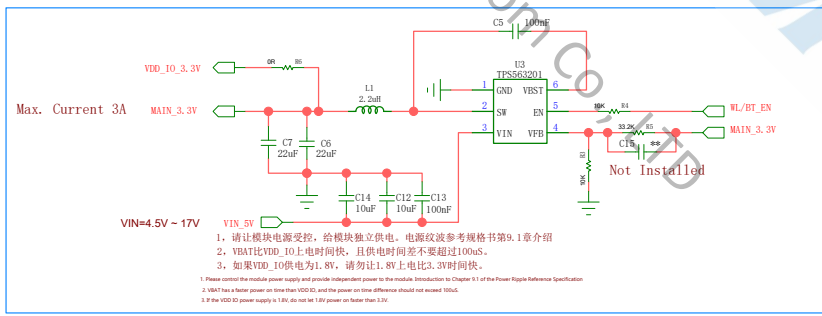 om Co., LTD
C5 100nF
U3
TPS563201
VDD_IO_3.3V 0R R6
L1
2.2uH
1 GND VBST 6
Max. Current 3A MAIN_3.3V
2 SW EN 5 10K R4 WL/BT_EN
3 VIN VFB 4 33.2K R5 MAIN_3.3V
C7
22uF
C6
22uF
C15 **
R3
10K
Not Installed
C14
10uF
C12
10uF
C13
100nF
VIN=4.5V ~ 17V VIN_5V
1，请让模块电源受控，给模块独立供电。电源纹波参考规格书第9.1章介绍
2，VBAT比VDD_IO上电时间快，且供电时间差不要超过100uS。
3，如果VDD_IO供电为1.8V，请勿让1.8V上电比3.3V时间快。
1. Please control the module power supply and provide independent power to the module Introduction to Chapter 9.1 of the Power Ripple Reference Specification
2. VBAT has a faster power on time than VDD IO, and the power on time difference should not exceed 100uS.
3. If the VDD IO power supply is 1.8V, do not let 1.8V power on faster than 3.3V.